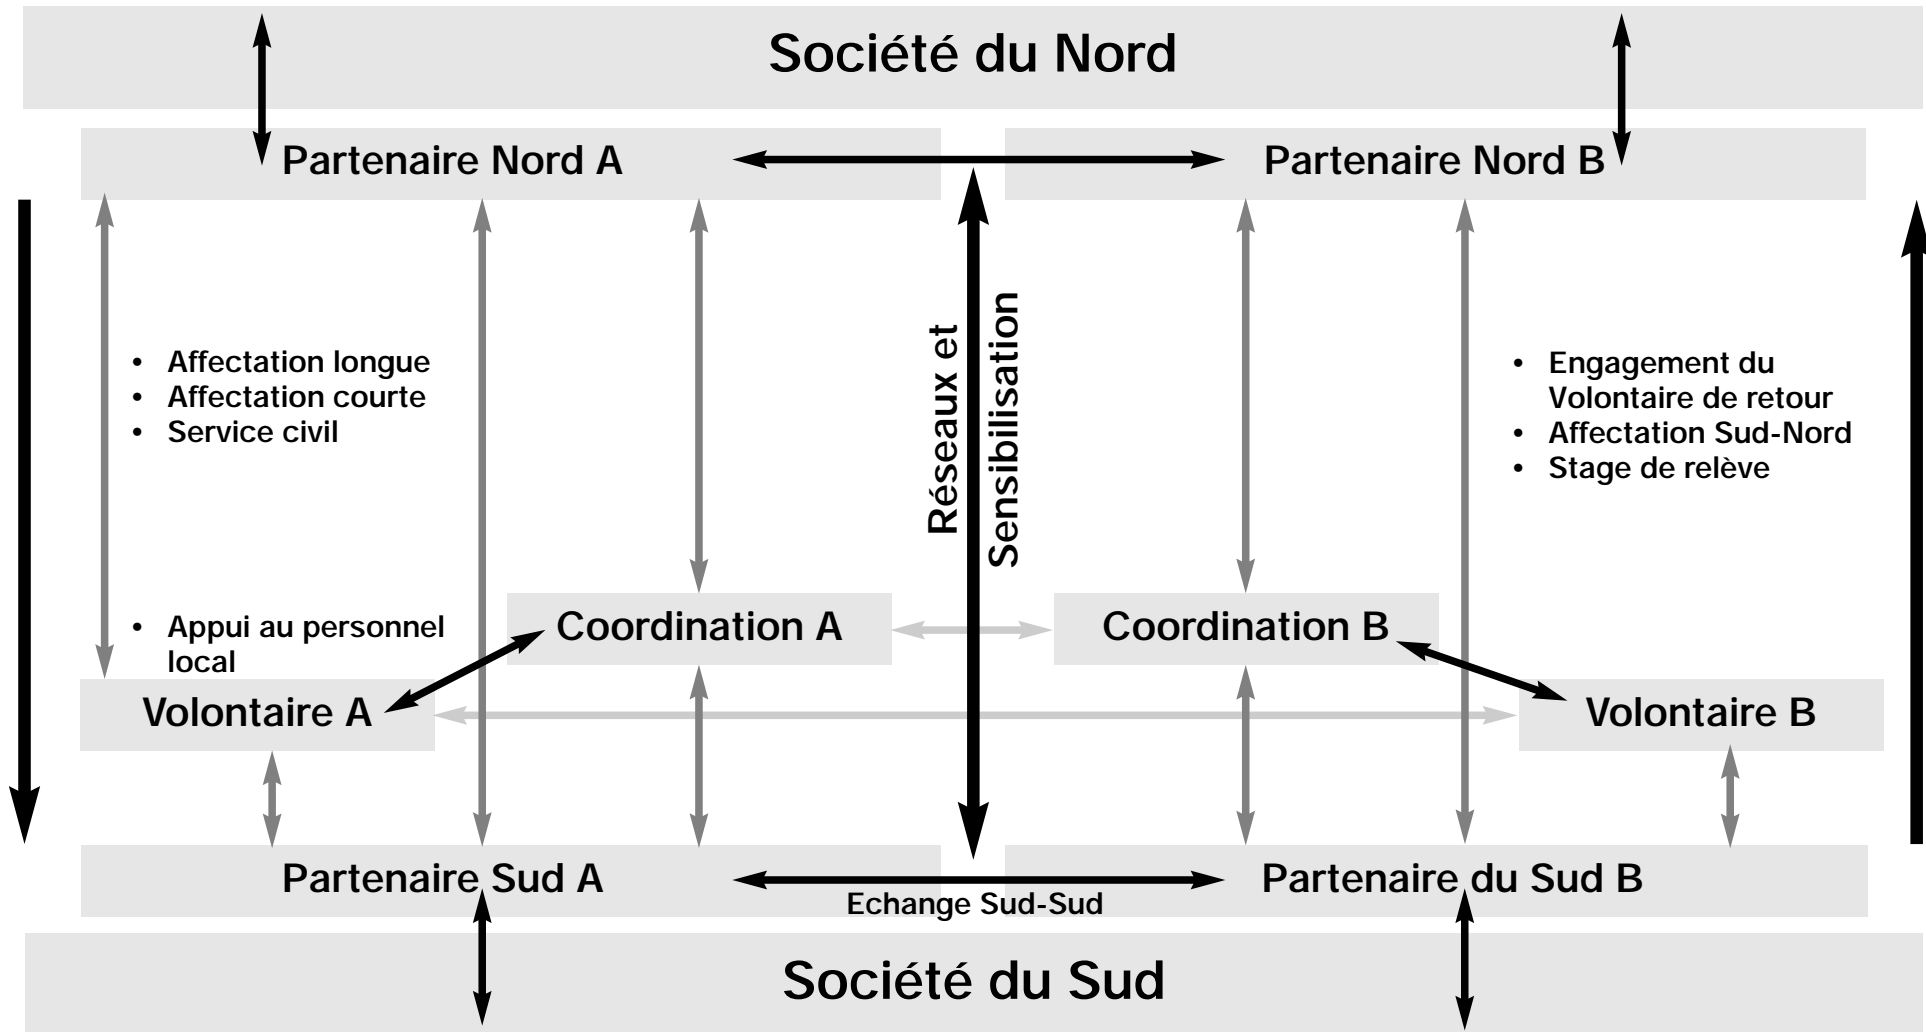 Société du Nord
Partenaire Nord A
Partenaire Nord B
• Affectation longue
• Affectation courte
• Service civil
Réseaux et
Sensibilisation
• Engagement du
Volontaire de retour
• Affectation Sud-Nord
• Stage de relève
• Appui au personnel
local
Coordination A
Coordination B
Volontaire A
Volontaire B
Partenaire Sud A
Partenaire du Sud B
Echange Sud-Sud
Société du Sud